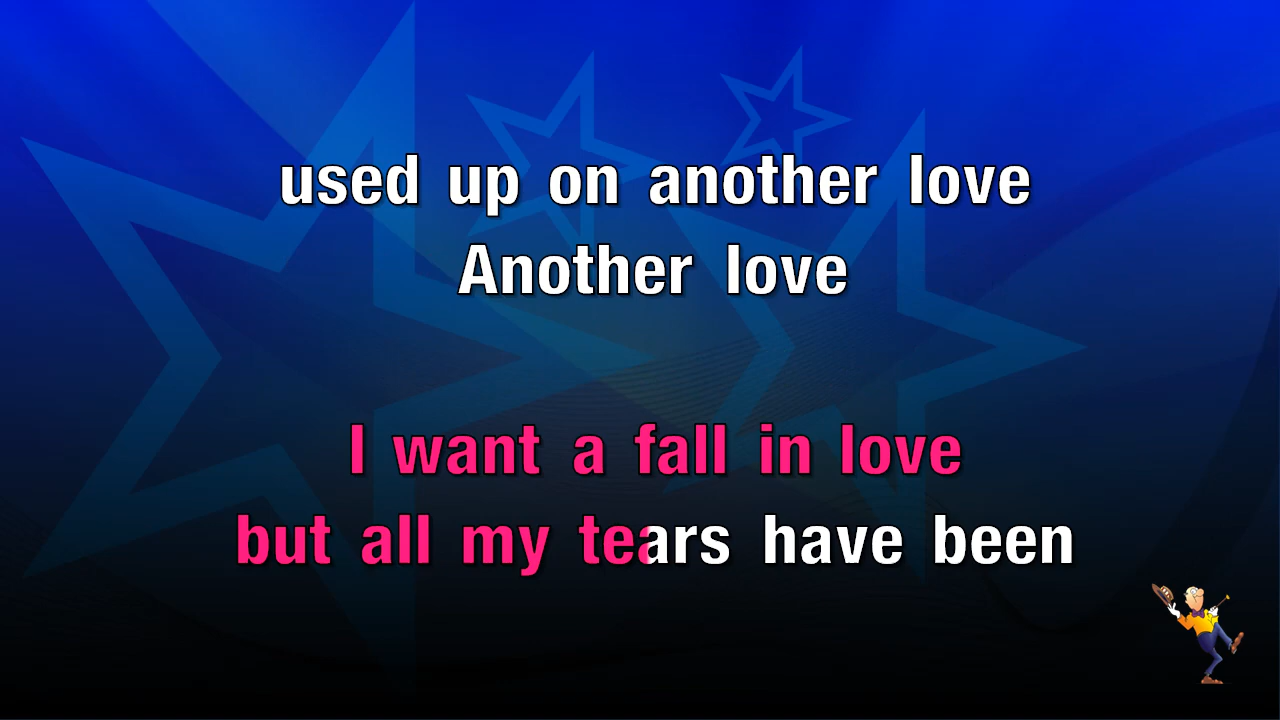 used up on another love
Another love
I want a fall in love
but all my tears have been